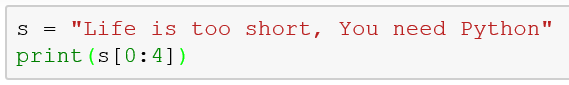 s = "Life is too short, You need Python"
print(s[0:4])